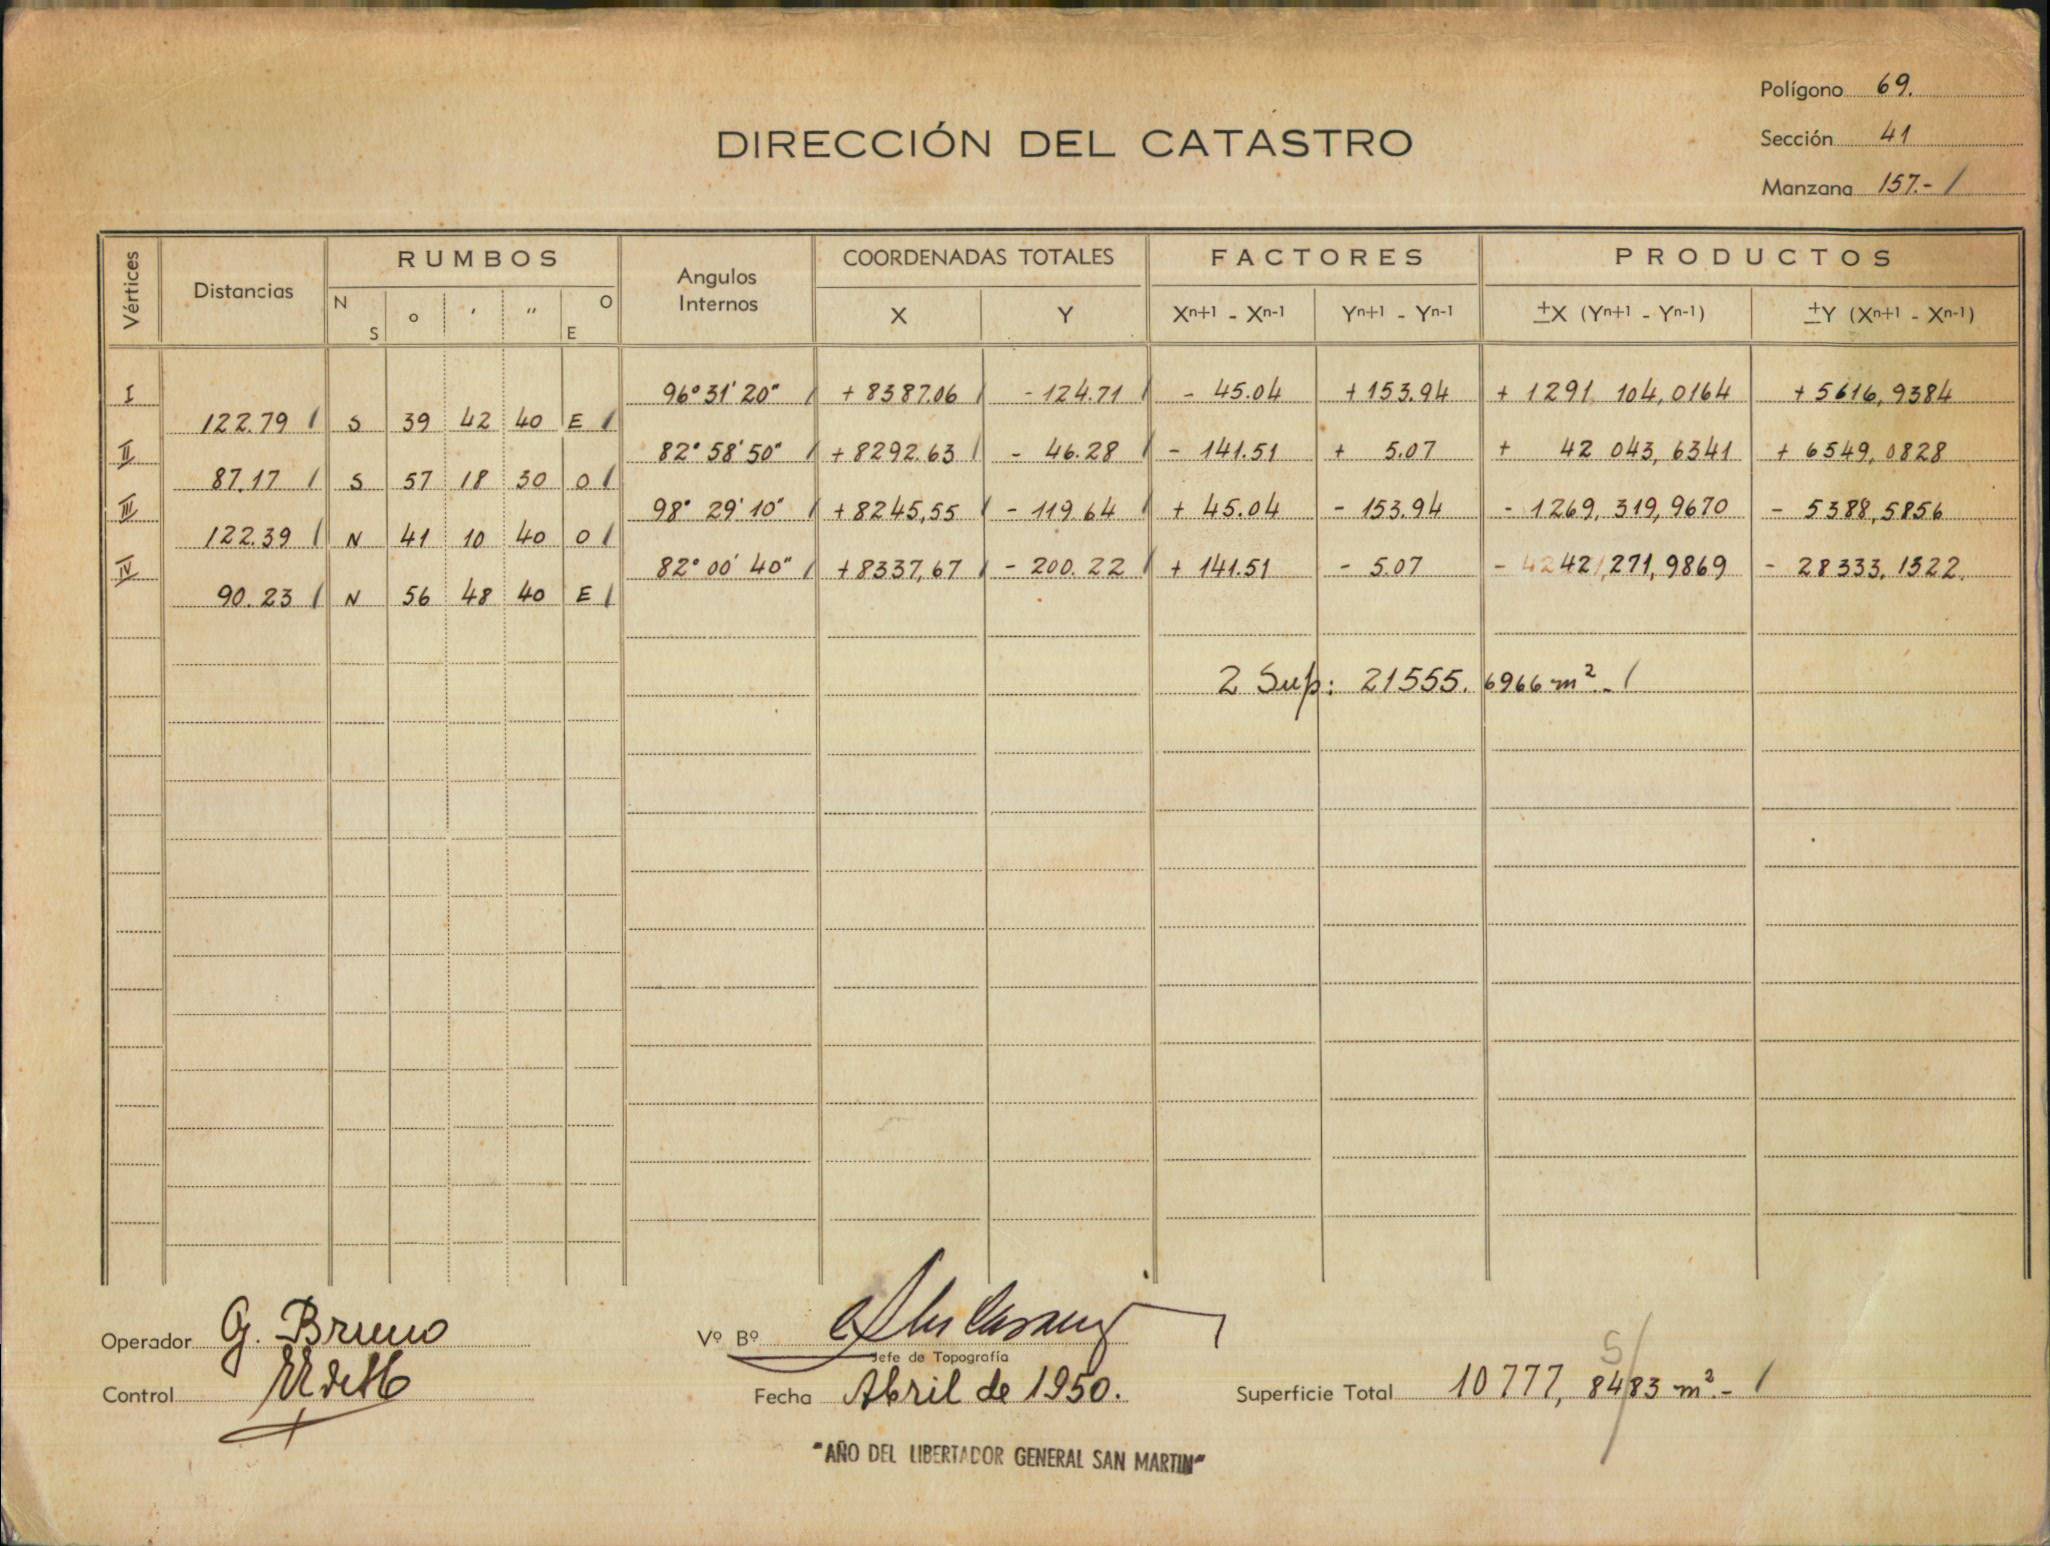 Polígono 69.
DIRECCIÓN DEL CATASTRO
Sección 41
Manzana 157.- /
Vértices Distancias RUMBOS Angulos Internos COORDENADAS TOTALES FACTORES PRODUCTOS
N S ° ′ ″ O E X Y Xn+1 - Xn-1 Yn+1 - Yn-1 ±X (Yn+1 - Yn-1) ±Y (Xn+1 - Xn-1)
I 96° 31' 20" / + 8387.06 / - 124.71 / - 45.04 + 153.94 + 1291 104,0164 + 5616,9384
122.79 / S 39 42 40 E /
II 82° 58' 50" / + 8292.63 / - 46.28 / - 141.51 + 5.07 + 42 043,6341 + 6549,0828
87.17 / S 57 18 30 O /
III 98° 29' 10" / + 8245,55 / - 119.64 / + 45.04 - 153.94 - 1269,319,9670 - 5388,5856
122.39 / N 41 10 40 O /
IV 82° 00' 40" / + 8337,67 / - 200.22 / + 141.51 - 5.07 - 42,271,9869 - 28333,1322.
90.23 / N 56 48 40 E /
2 Sup: 21555.6966 m². - /
Operador G. Bruno
Vº Bº
Jefe de Topografía
Control
Fecha Abril de 1950.
Superficie Total 10777, 8483 m².- /
5/
"AÑO DEL LIBERTADOR GENERAL SAN MARTIN"